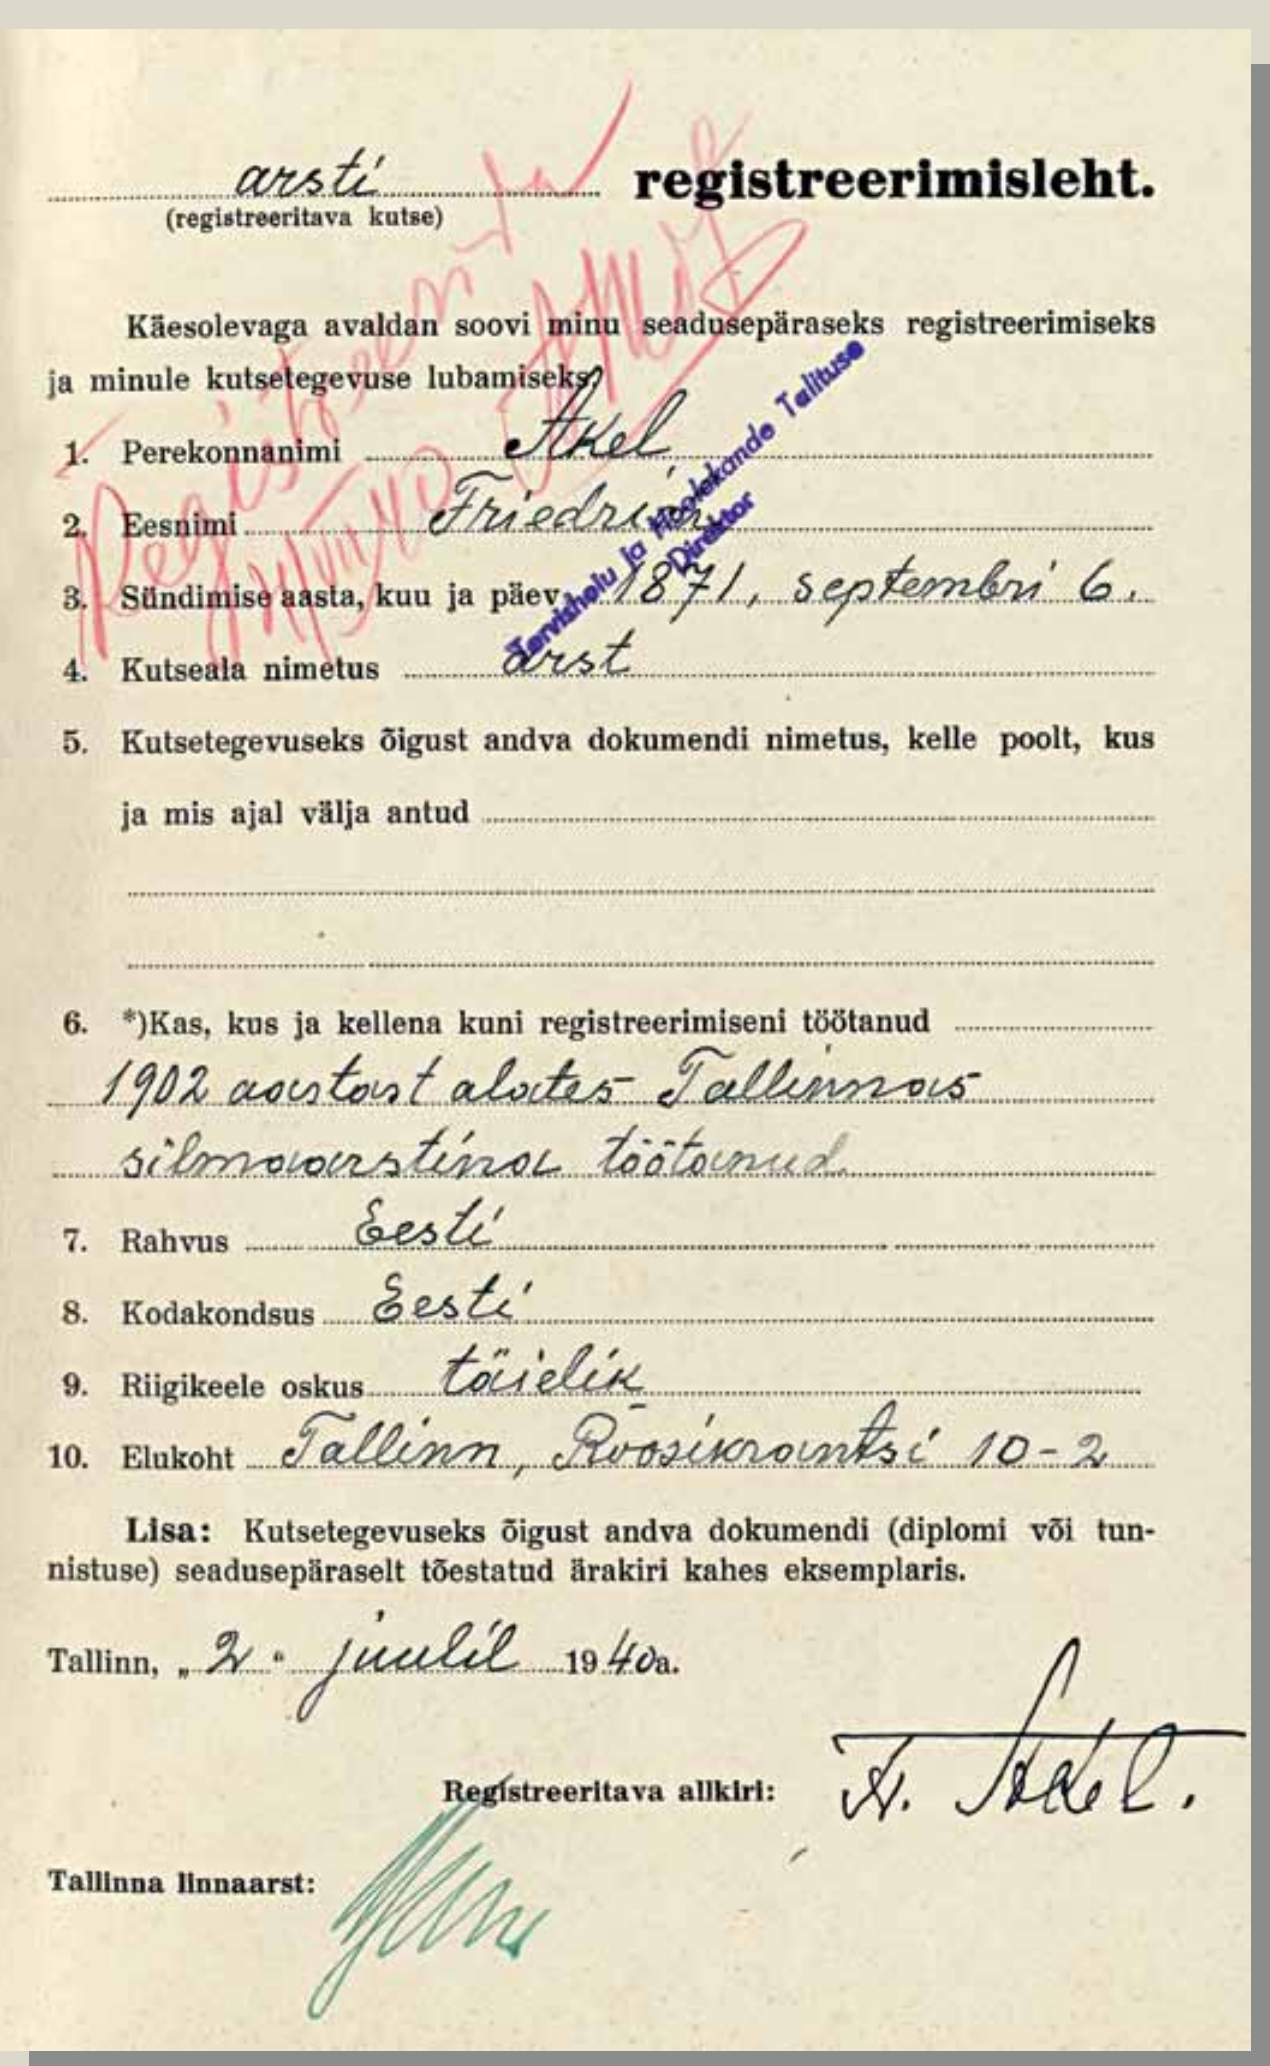 arsti registreerimisleht.
(registreeritava kutse)
Registreerida
Käesolevaga avaldan soovi minu seadusepäraseks registreerimiseks
ja minule kutsetegevuse lubamiseks,
Tervishoiu ja Hoolekande Talituse
Direktor
1. Perekonnanimi Akel
2. Eesnimi Friedrich
3. Sündimise aasta, kuu ja päev 1871, septembri 6.
4. Kutseala nimetus arst
5. Kutsetegevuseks õigust andva dokumendi nimetus, kelle poolt, kus
ja mis ajal välja antud
6. *)Kas, kus ja kellena kuni registreerimiseni töötanud
1902 aastast alates Tallinnas
silmaarstina töötanud
7. Rahvus Eesti
8. Kodakondsus Eesti
9. Riigikeele oskus täielik
10. Elukoht Tallinn, Roosikrantsi 10-2
Lisa: Kutsetegevuseks õigust andva dokumendi (diplomi või tun-
nistuse) seadusepäraselt tõestatud ärakiri kahes eksemplaris.
Tallinn, „2" juulil 1940a.
Registreeritava allkiri: Fr. Akel.
Tallinna linnaarst: